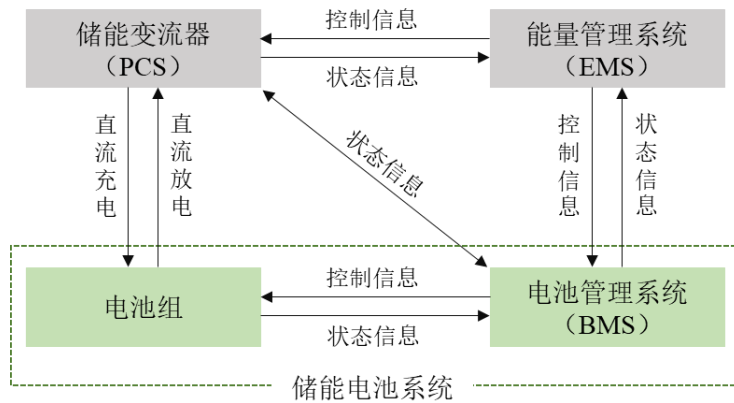 储能变流器
（PCS）
控制信息
状态信息
能量管理系统
（EMS）
直流充电
直流放电
状态信息
控制信息
状态信息
电池组
控制信息
状态信息
电池管理系统
（BMS）
储能电池系统